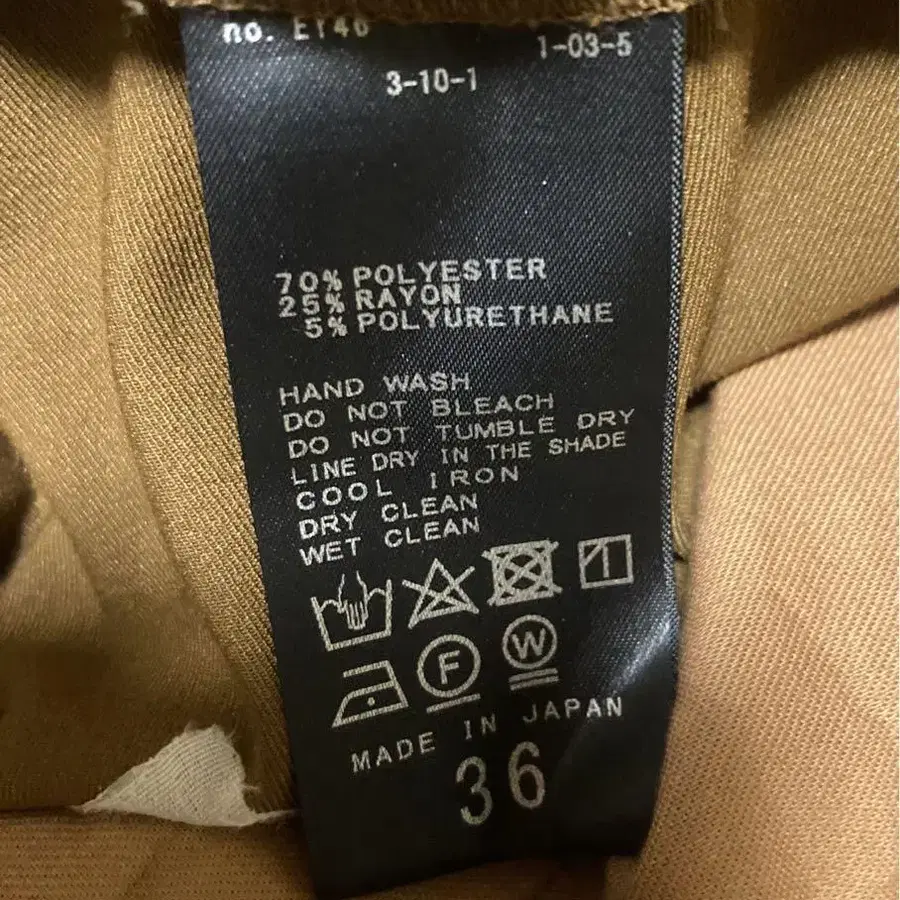 no. EY46
1-03-5
3-10-1
70% POLYESTER
25% RAYON
5% POLYURETHANE
HAND WASH
DO NOT BLEACH
DO NOT TUMBLE DRY
LINE DRY IN THE SHADE
COOL IRON
DRY CLEAN
WET CLEAN
F
W
MADE IN JAPAN
36